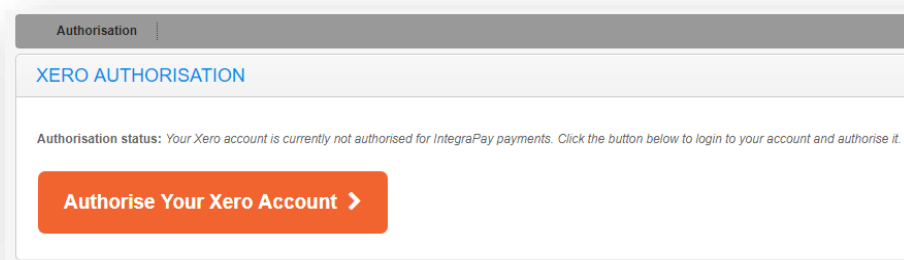 Authorisation
XERO AUTHORISATION
Authorisation status: Your Xero account is currently not authorised for IntegraPay payments. Click the button below to login to your account and authorise it.
Authorise Your Xero Account